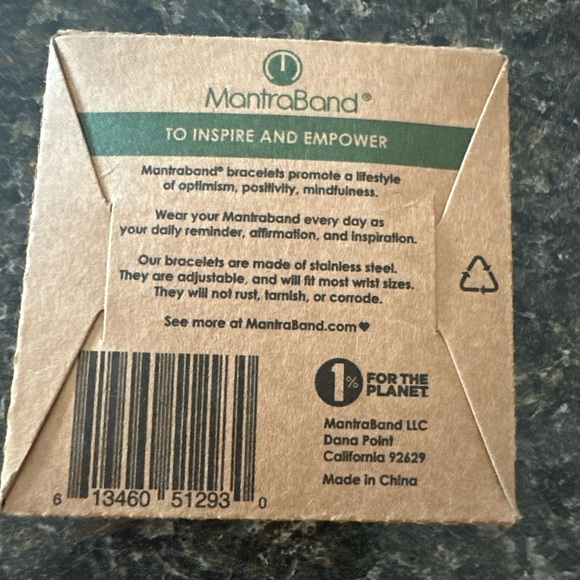 MantraBand®
TO INSPIRE AND EMPOWER
Mantraband® bracelets promote a lifestyle
of optimism, positivity, mindfulness.
Wear your Mantraband every day as
your daily reminder, affirmation, and inspiration.
Our bracelets are made of stainless steel.
They are adjustable, and will fit most wrist sizes.
They will not rust, tarnish, or corrode.
See more at MantraBand.com♥
1% FOR THE
PLANET
MantraBand LLC
Dana Point
California 92629
Made in China
6 13460 51293 0